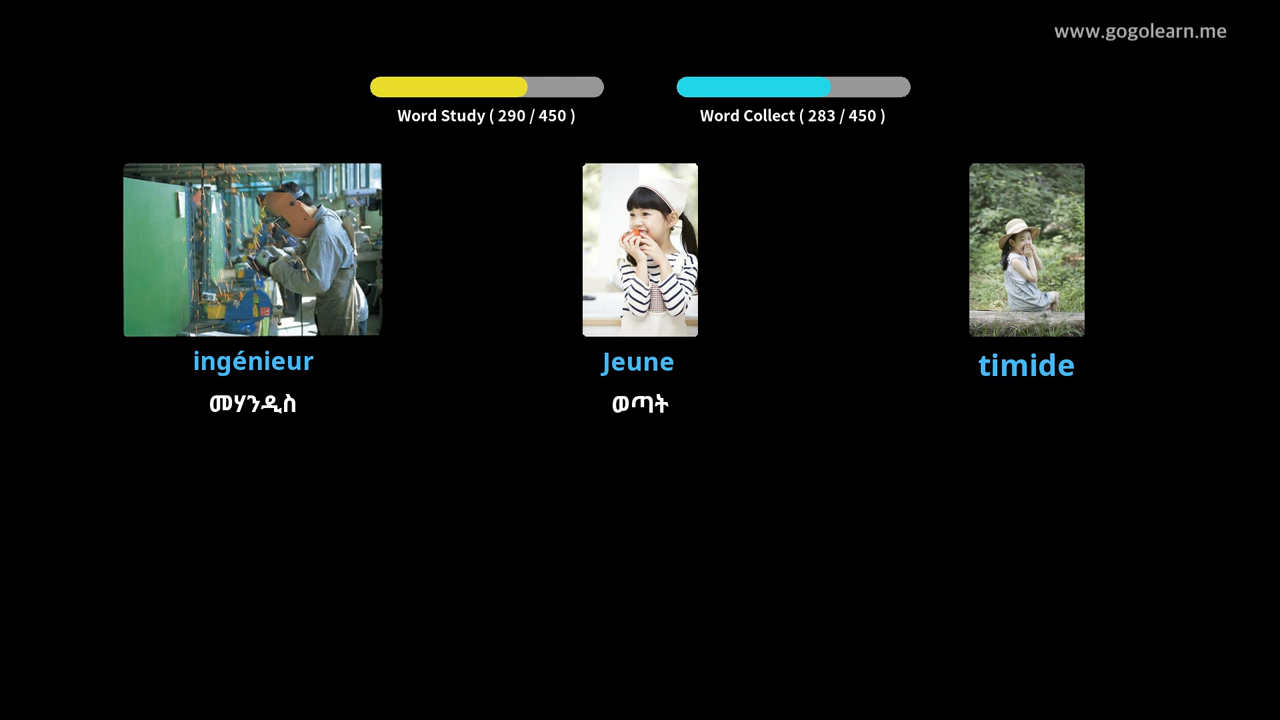 www.gogolearn.me
Word Study ( 290 / 450 )
Word Collect ( 283 / 450 )
ingénieur
Jeune
timide
መሃንዲስ
ወጣት